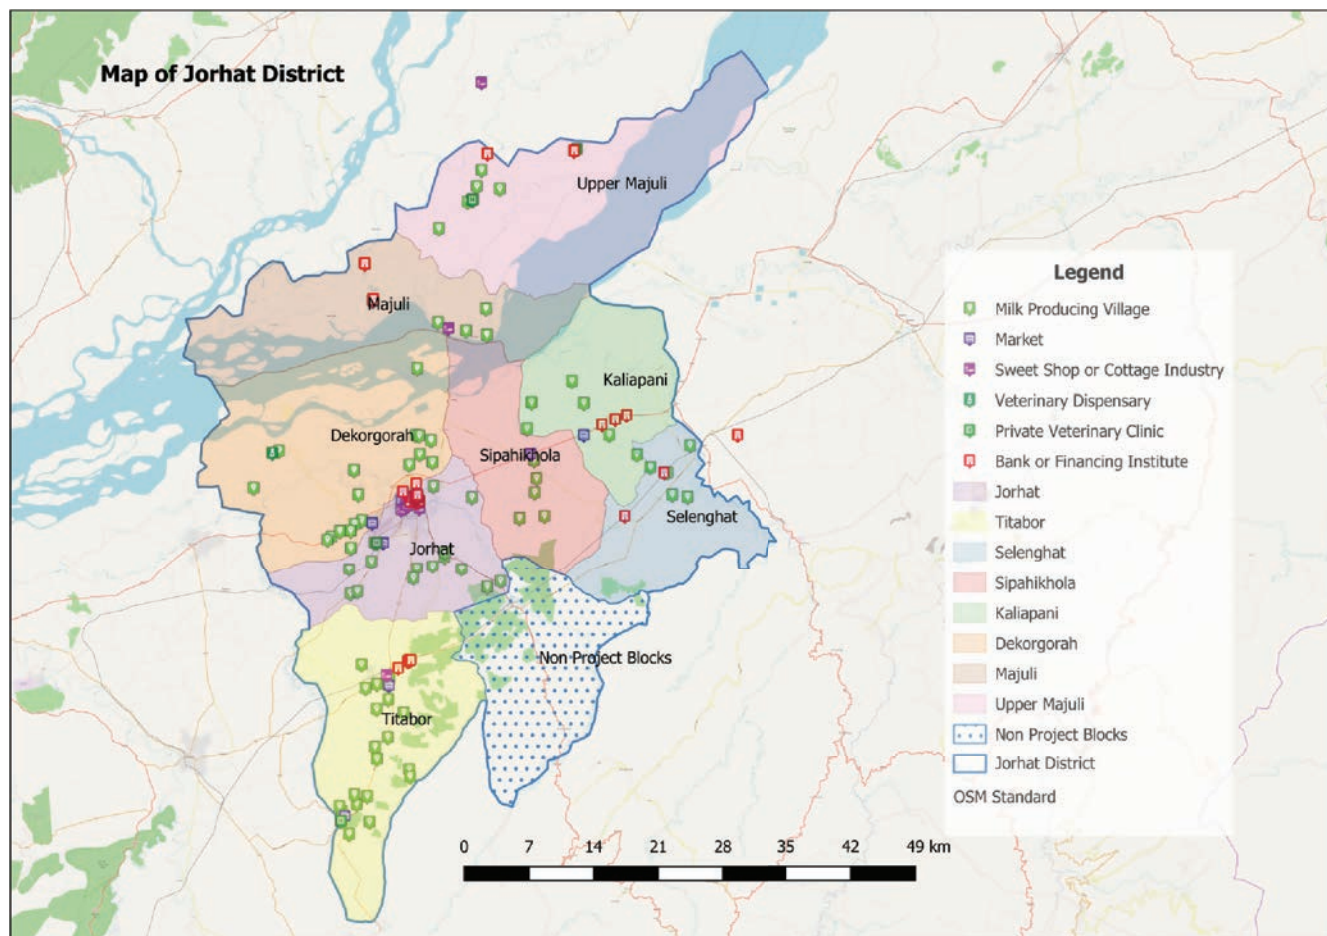 Map of Jorhat District
Upper Majuli
Majuli
Kaliapani
Dekorgorah
Sipahikhola
Selenghat
Jorhat
Non Project Blocks
Titabor
Legend
Milk Producing Village
Market
Sweet Shop or Cottage Industry
Veterinary Dispensary
Private Veterinary Clinic
Bank or Financing Institute
Jorhat
Titabor
Selenghat
Sipahikhola
Kaliapani
Dekorgorah
Majuli
Upper Majuli
Non Project Blocks
Jorhat District
OSM Standard
0 7 14 21 28 35 42 49 km